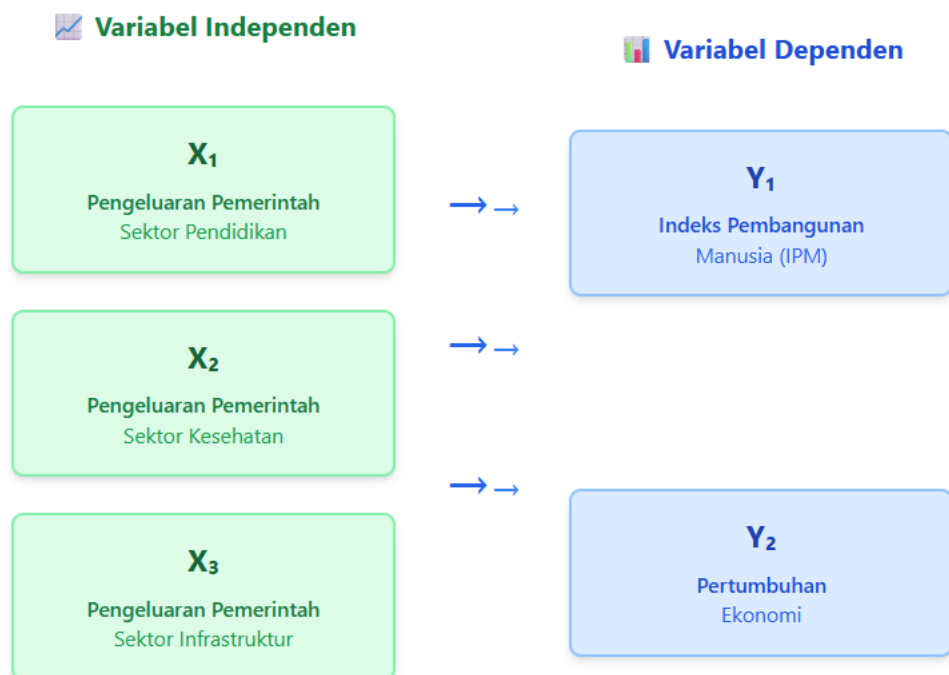 Variabel Independen
X₁
Pengeluaran Pemerintah
Sektor Pendidikan
X₂
Pengeluaran Pemerintah
Sektor Kesehatan
X₃
Pengeluaran Pemerintah
Sektor Infrastruktur
→→
→→
→→
Variabel Dependen
Y₁
Indeks Pembangunan
Manusia (IPM)
Y₂
Pertumbuhan
Ekonomi